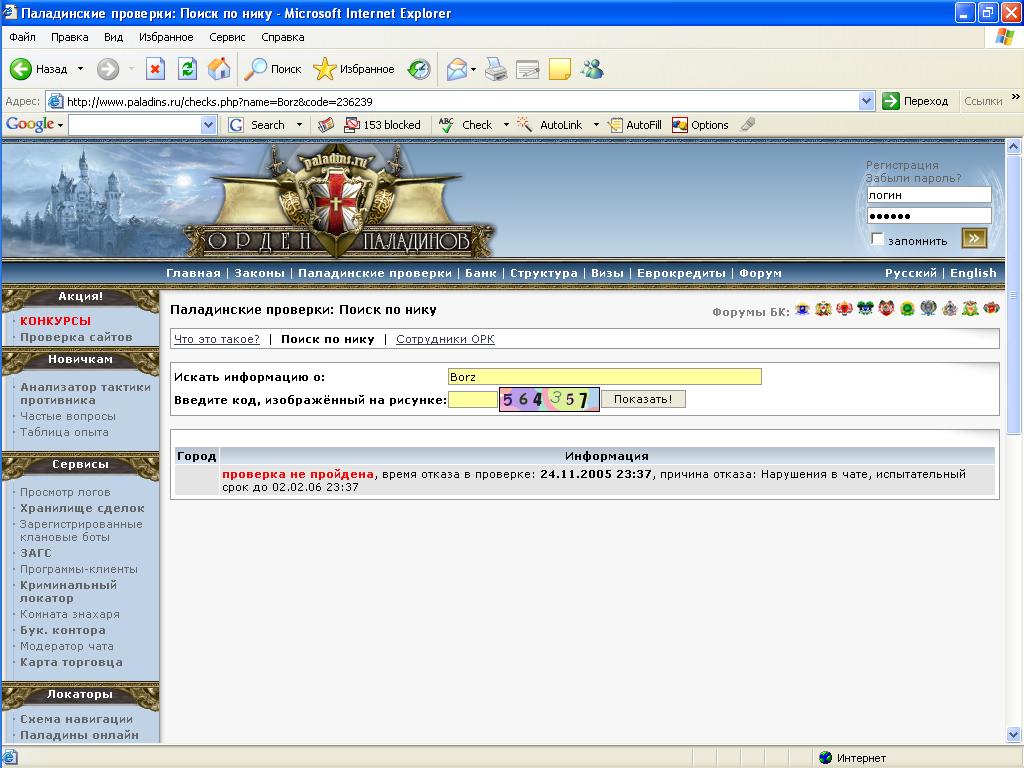 Паладинские проверки: Поиск по нику - Microsoft Internet Explorer
Файл Правка Вид Избранное Сервис Справка
Назад Поиск Избранное
Адрес: http://www.paladins.ru/checks.php?name=Borz&code=236239 Переход Ссылки »
Google Search 153 blocked ABC Check AutoLink AutoFill Options
paladins.ru
ОРДЕН ПАЛАДИНОВ
Регистрация
Забыли пароль?
логин
●●●●●●
запомнить »
Главная | Законы | Паладинские проверки | Банк | Структура | Визы | Еврокредиты | Форум Русский | English
Акция!
· КОНКУРСЫ
· Проверка сайтов
Новичкам
· Анализатор тактики
противника
· Частые вопросы
· Таблица опыта
Сервисы
· Просмотр логов
· Хранилище сделок
· Зарегистрированные
клановые боты
· ЗАГС
· Программы-клиенты
· Криминальный
локатор
· Комната знахаря
· Бук. контора
· Модератор чата
· Карта торговца
Локаторы
· Схема навигации
· Паладины онлайн
Паладинские проверки: Поиск по нику Форумы БК:
Что это такое? | Поиск по нику | Сотрудники ОРК
Искать информацию о: Borz
Введите код, изображённый на рисунке: 564357 Показать!
Город Информация
проверка не пройдена, время отказа в проверке: 24.11.2005 23:37, причина отказа: Нарушения в чате, испытательный
срок до 02.02.06 23:37
Интернет